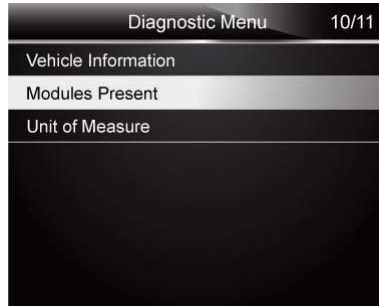 Diagnostic Menu 10/11
Vehicle Information
Modules Present
Unit of Measure